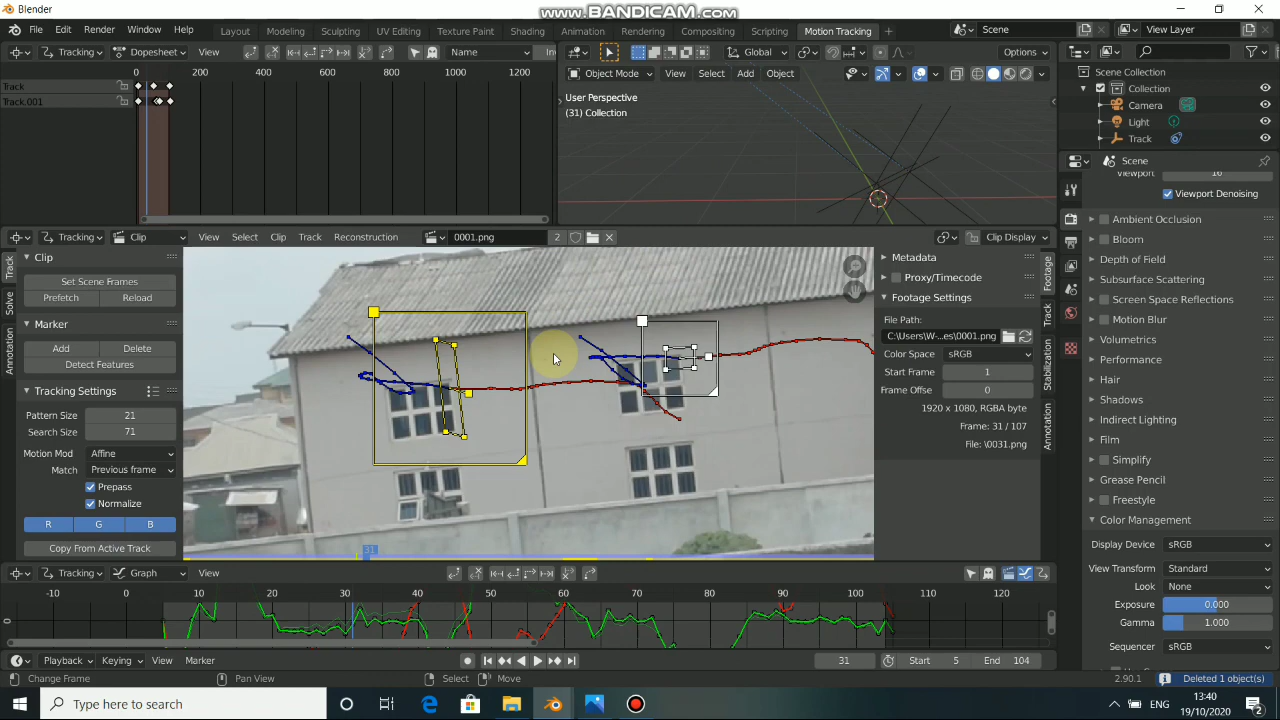 Blender
www.BANDICAM.com
File Edit Render Window Help Layout Modeling Sculpting UV Editing Texture Paint Shading Animation Rendering Compositing Motion Tracking + Scene View Layer
Tracking Dopesheet View Name In
Global Options
0 200 400 600 800 1000 1200
Object Mode View Select Add Object
Track
Track.001
User Perspective
(31) Collection
Scene Collection
Collection
Camera
Light
Track
Scene
Viewport 16
Viewport Denoising
Ambient Occlusion
Bloom
Depth of Field
Subsurface Scattering
Screen Space Reflections
Motion Blur
Volumetrics
Performance
Hair
Shadows
Film
Simplify
Grease Pencil
Freestyle
Color Management
Display Device sRGB
View Transform Standard
Look None
Exposure 0.000
Gamma 1.000
Sequencer sRGB
Tracking Clip View Select Clip Track Reconstruction 0001.png 2 Clip Display
Track
Solve
Annotation
Clip
Set Scene Frames
Prefetch Reload
Marker
Add Delete
Detect Features
Tracking Settings
Pattern Size 21
Search Size 71
Motion Mod Affine
Match Previous frame
Prepass
Normalize
R G B
Copy From Active Track
31
Metadata
Proxy/Timecode
Footage Settings
File Path:
C:\Users\W-...es\0001.png
Color Space sRGB
Start Frame 1
Frame Offset 0
1920 x 1080, RGBA byte
Frame: 31 / 107
File: \0031.png
Footage
Track
Stabilization
Annotation
Tracking Graph View
-10 0 10 20 30 40 50 60 70 80 90 100 110 120
0
Playback Keying View Marker 31 Start 5 End 104
Change Frame Pan View Select Move 2.90.1 Deleted 1 object(s)
Type here to search
ENG
13:40
19/10/2020
2